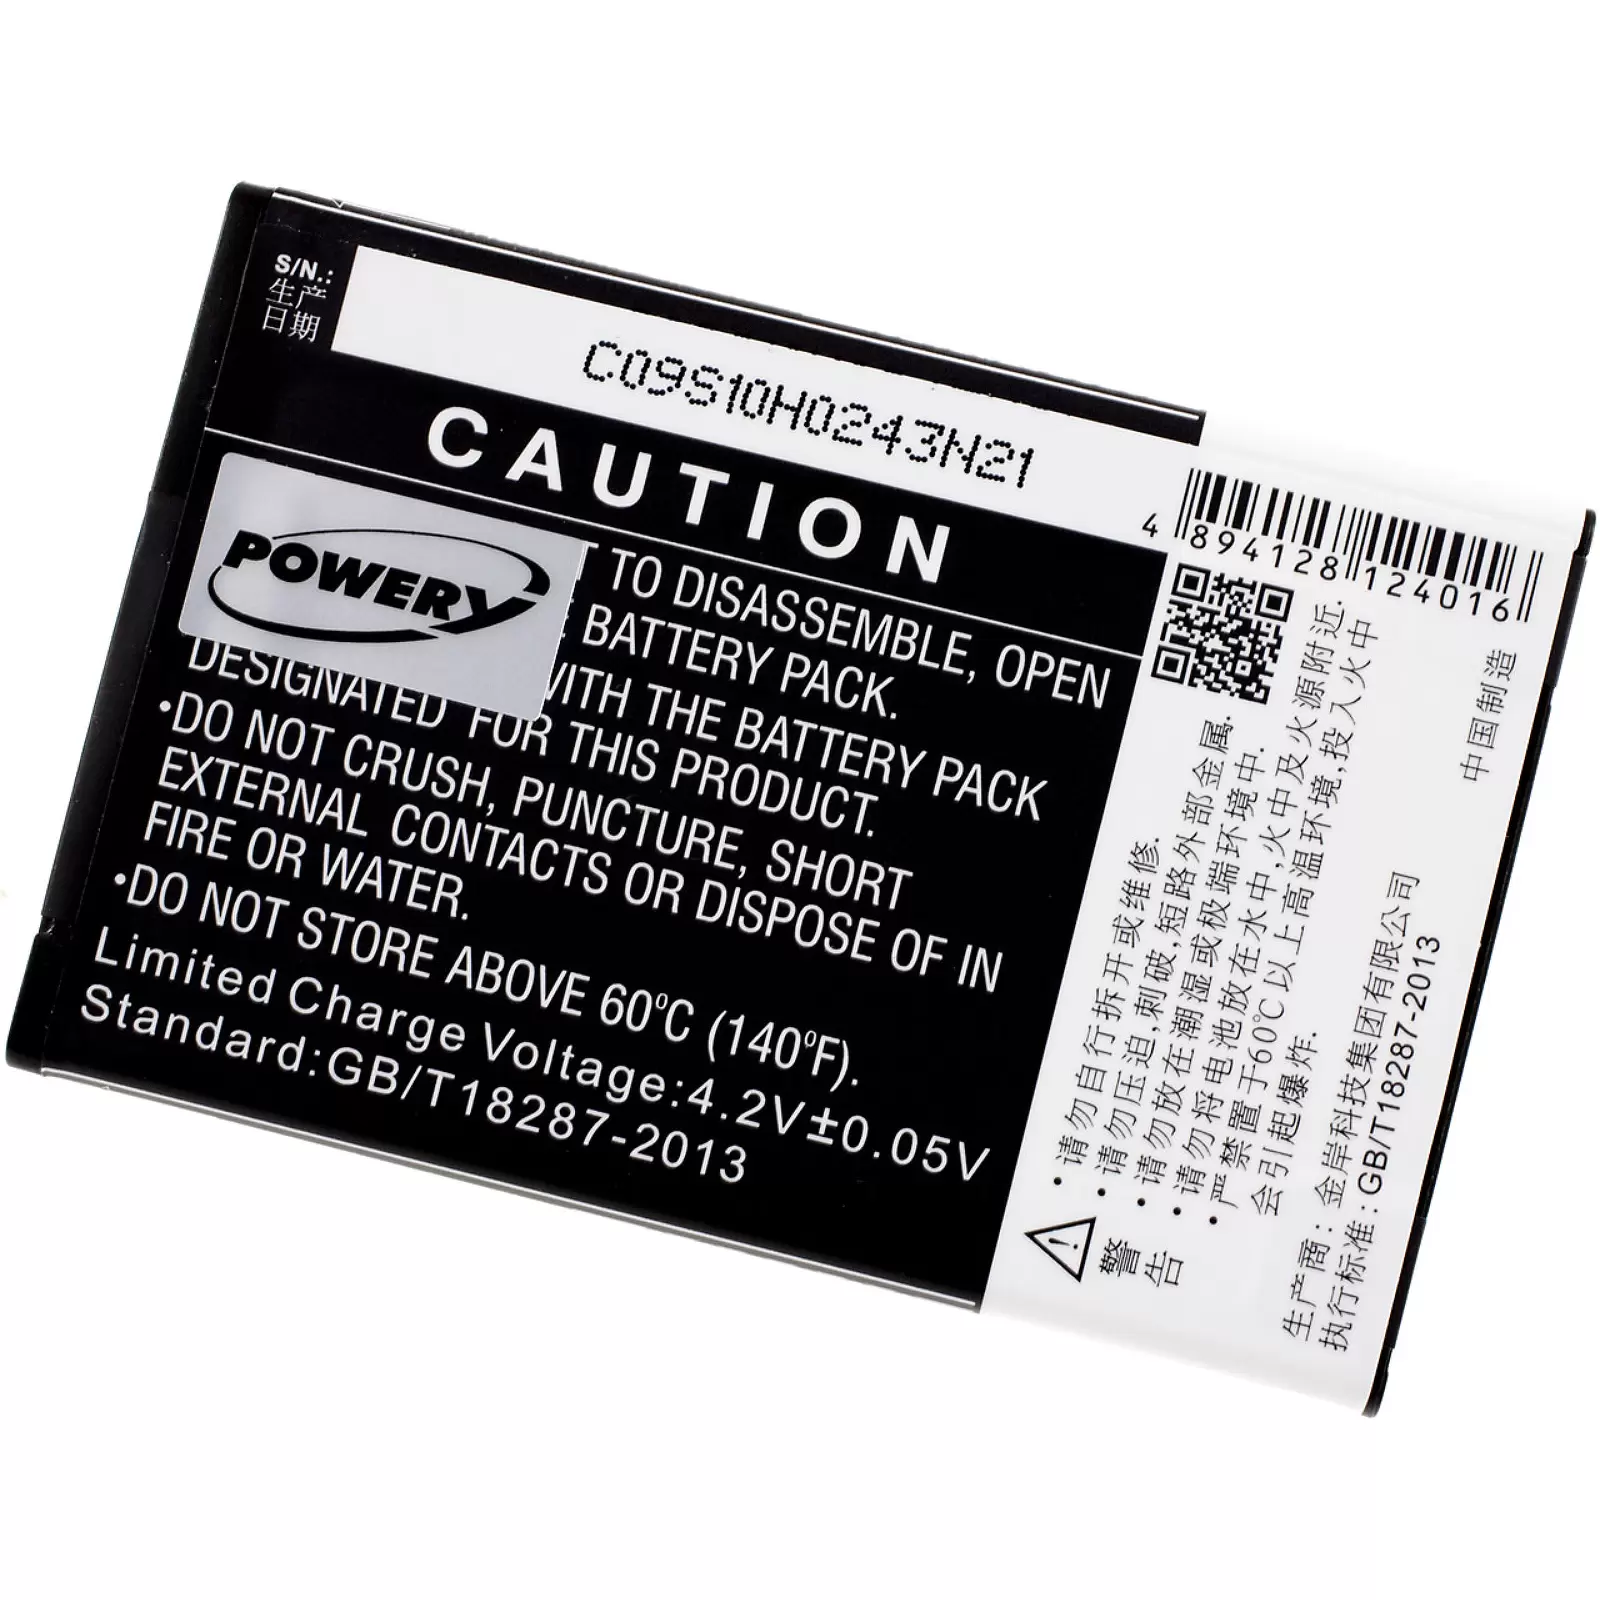 S/N.:
生产
日期
C09S10H0243N21
CAUTION
POWERY
TO DISASSEMBLE, OPEN
BATTERY PACK.
WITH THE BATTERY PACK
DESIGNATED FOR THIS PRODUCT.
•DO NOT CRUSH, PUNCTURE, SHORT
EXTERNAL CONTACTS OR DISPOSE OF IN
FIRE OR WATER.
•DO NOT STORE ABOVE 60°C (140°F).
Limited Charge Voltage:4.2V±0.05V
Standard:GB/T18287-2013
4 894128 124016
警告
•请勿自行拆开或维修.
•请勿压迫,刺破,短路外部金属.
•请勿放在潮湿或极端环境中.
•请勿将电池放在水中,火中及火源附近.
•严禁置于60℃以上高温环境,投入火中
会引起爆炸.
生产商:金岸科技集团有限公司
执行标准:GB/T18287-2013
中国制造